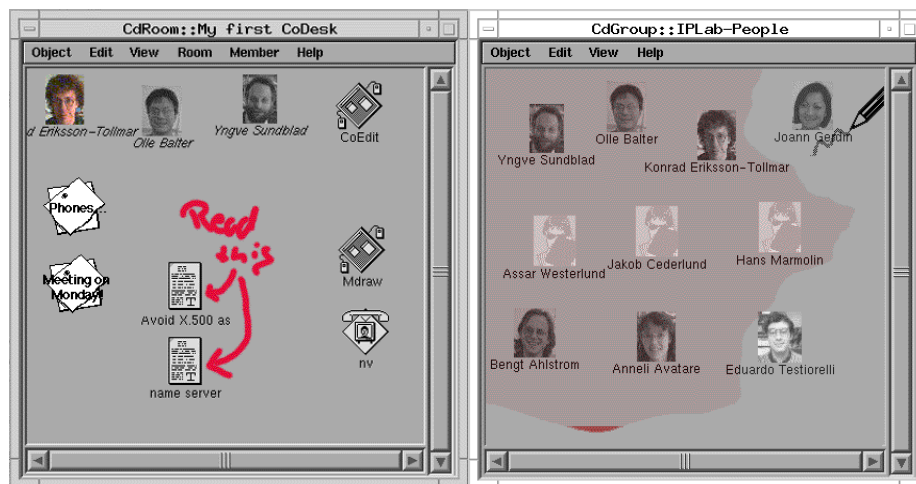 CdRoom::My first CoDesk
Object Edit View Room Member Help
d Eriksson-Tollmar
Olle Balter
Yngve Sundblad
CoEdit
Phones...
Read
this
Meeting on
Monday!
Mdraw
Avoid X.500 as
name server
nv
CdGroup::IPLab-People
Object Edit View Help
Yngve Sundblad
Olle Balter
Konrad Eriksson-Tollmar
Joann Gerdin
Assar Westerlund
Jakob Cederlund
Hans Marmolin
Bengt Ahlstrom
Anneli Avatare
Eduardo Testiorelli